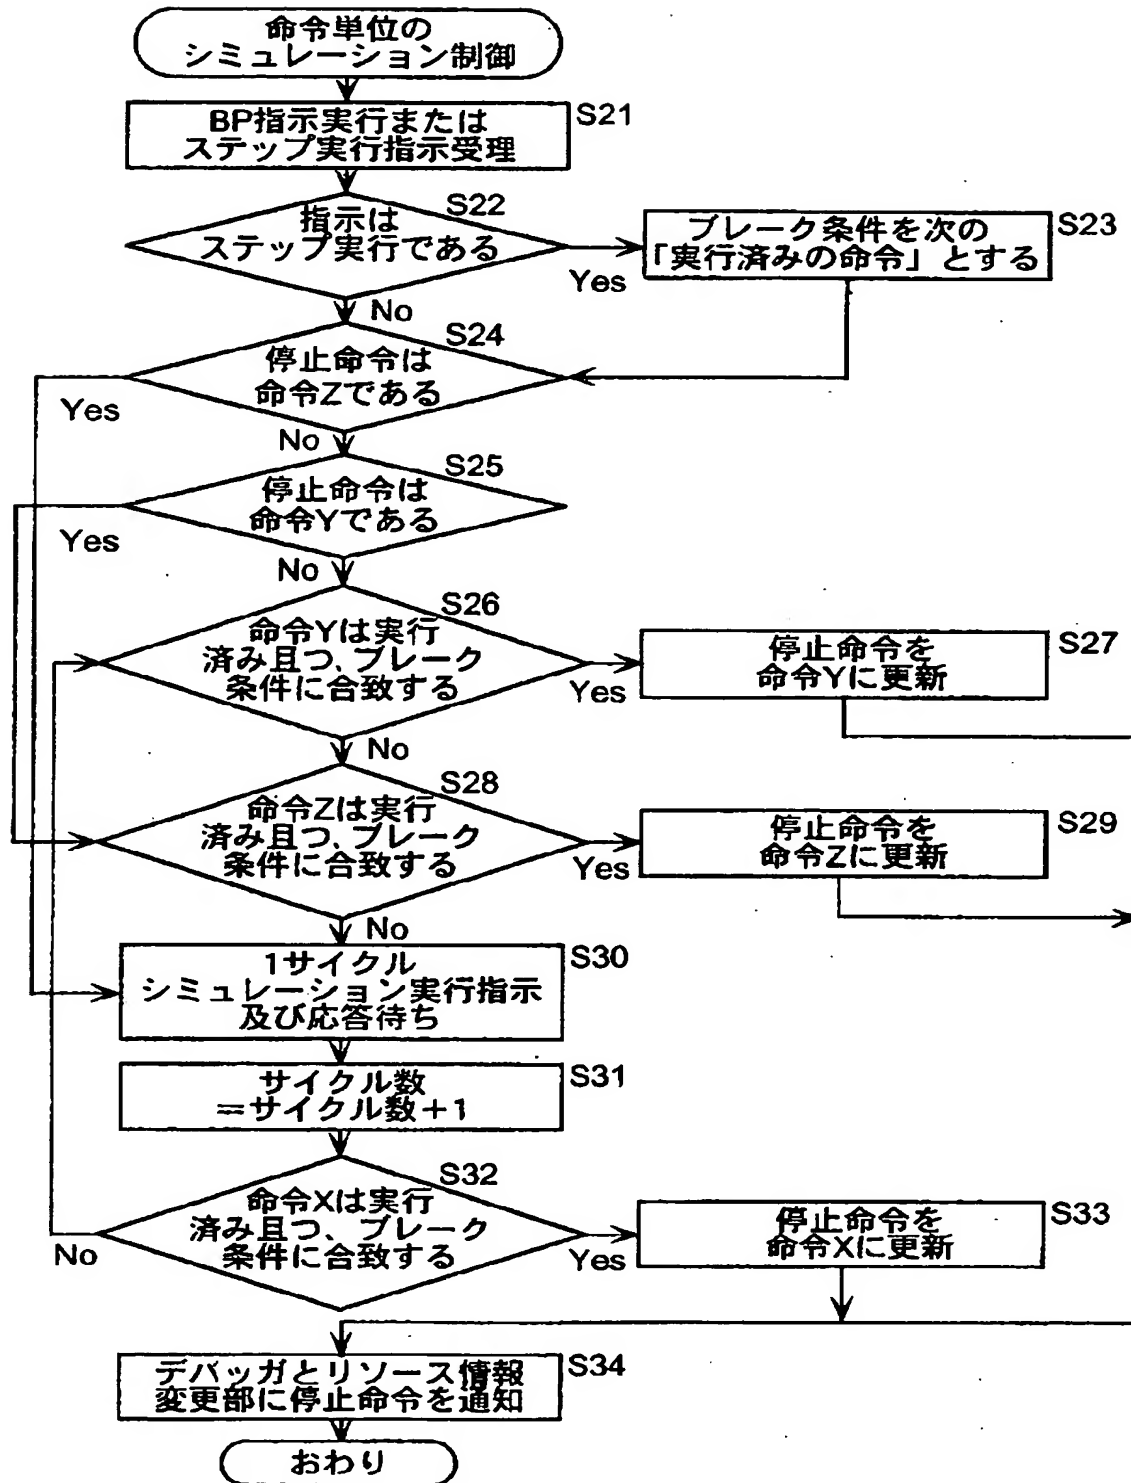 命令単位の
シミュレーション制御
BP指示実行または
ステップ実行指示受理
S21
指示は
ステップ実行である
S22
Yes
No
ブレーク条件を次の
「実行済みの命令」とする
S23
停止命令は
命令Zである
S24
Yes
No
停止命令は
命令Yである
S25
Yes
No
命令Yは実行
済み且つ、ブレーク
条件に合致する
S26
Yes
No
停止命令を
命令Yに更新
S27
命令Zは実行
済み且つ、ブレーク
条件に合致する
S28
Yes
No
停止命令を
命令Zに更新
S29
1サイクル
シミュレーション実行指示
及び応答待ち
S30
サイクル数
=サイクル数+1
S31
命令Xは実行
済み且つ、ブレーク
条件に合致する
S32
No
Yes
停止命令を
命令Xに更新
S33
デバッガとリソース情報
変更部に停止命令を通知
S34
おわり